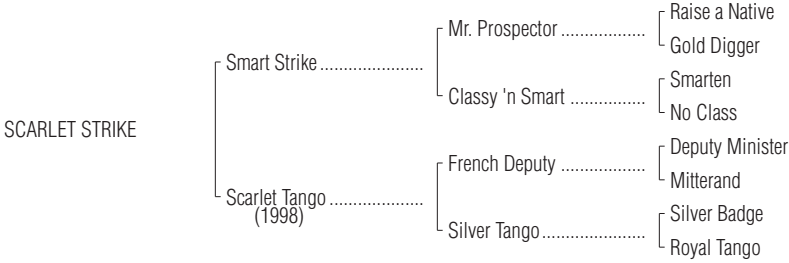 Raise a Native
Mr. Prospector ..................
Gold Digger
Smart Strike ......................
Smarten
Classy 'n Smart ................
No Class
SCARLET STRIKE
Deputy Minister
French Deputy ..................
Mitterand
Scarlet Tango ....................
(1998)
Silver Badge
Silver Tango ......................
Royal Tango